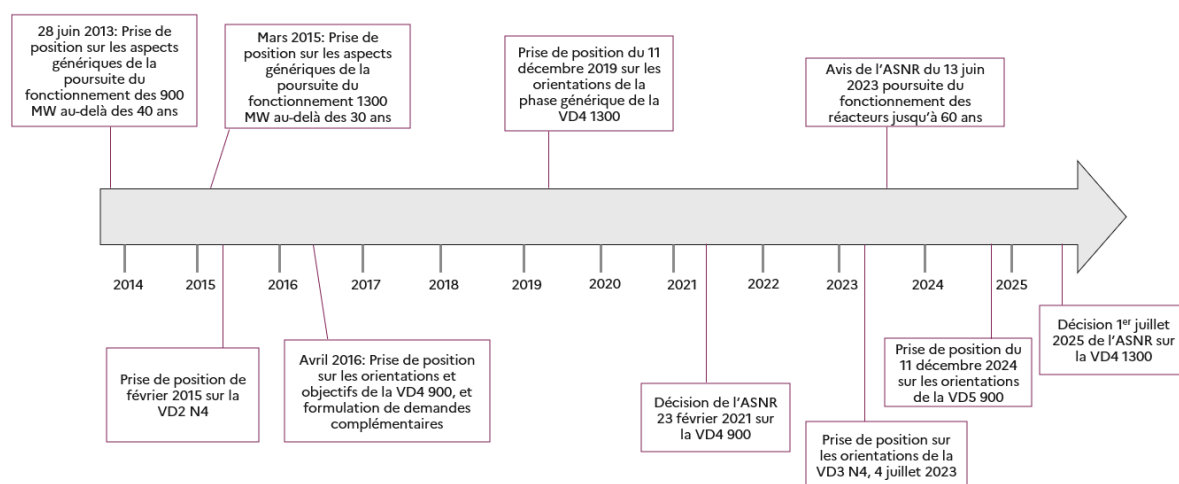 28 juin 2013: Prise de
position sur les aspects
génériques de la
poursuite du
fonctionnement des 900
MW au-delà des 40 ans
Mars 2015: Prise de
position sur les aspects
génériques de la
poursuite du
fonctionnement 1300
MW au-delà des 30 ans
Prise de position du 11
décembre 2019 sur les
orientations de la
phase générique de la
VD4 1300
Avis de l’ASNR du 13 juin
2023 poursuite du
fonctionnement des
réacteurs jusqu’à 60 ans
2014
2015
2016
2017
2018
2019
2020
2021
2022
2023
2024
2025
Prise de position de
février 2015 sur la
VD2 N4
Avril 2016: Prise de position
sur les orientations et
objectifs de la VD4 900, et
formulation de demandes
complémentaires
Décision de l’ASNR
23 février 2021 sur
la VD4 900
Prise de position sur
les orientations de la
VD3 N4, 4 juillet 2023
Prise de position du
11 décembre 2024
sur les orientations
de la VD5 900
Décision 1er juillet
2025 de l’ASNR sur
la VD4 1300